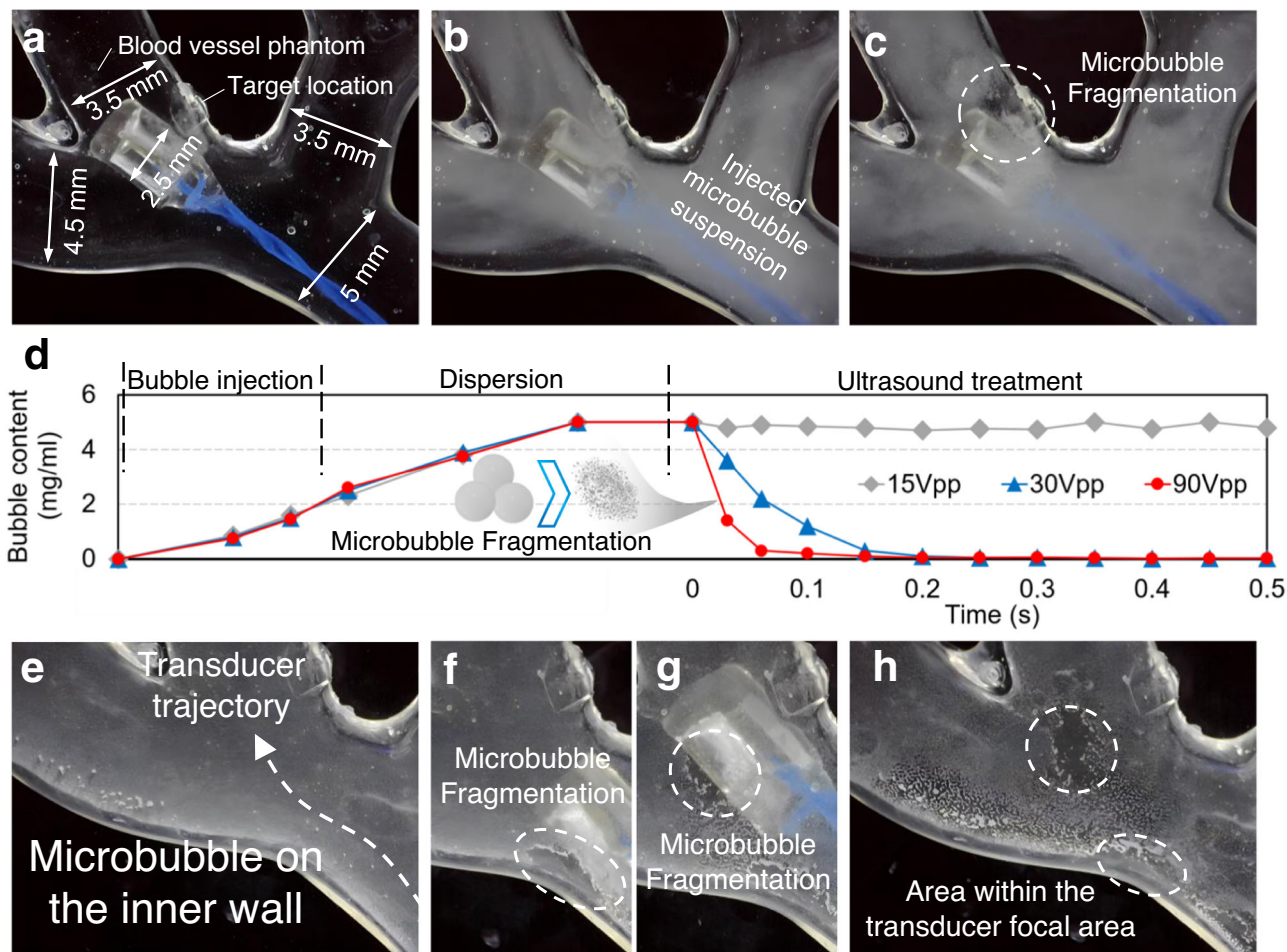 a
Blood vessel phantom
3.5 mm
Target location
3.5 mm
2.5 mm
4.5 mm
5 mm
b
Injected
microbubble
suspension
c
Microbubble
Fragmentation
d
Bubble injection
Dispersion
Ultrasound treatment
Bubble content
(mg/ml)
6
4
2
0
15Vpp
30Vpp
90Vpp
Microbubble Fragmentation
0
0.1
0.2
0.3
0.4
0.5
Time (s)
e
Transducer
trajectory
Microbubble on
the inner wall
f
Microbubble
Fragmentation
g
Microbubble
Fragmentation
h
Area within the
transducer focal area